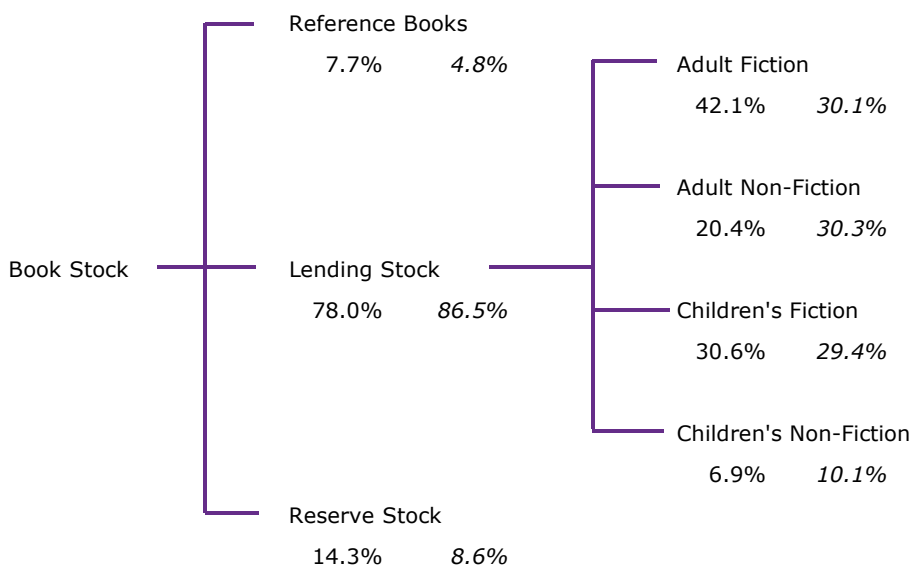 Book Stock
Reference Books
7.7% 4.8%
Lending Stock
78.0% 86.5%
Adult Fiction
42.1% 30.1%
Adult Non-Fiction
20.4% 30.3%
Children's Fiction
30.6% 29.4%
Children's Non-Fiction
6.9% 10.1%
Reserve Stock
14.3% 8.6%